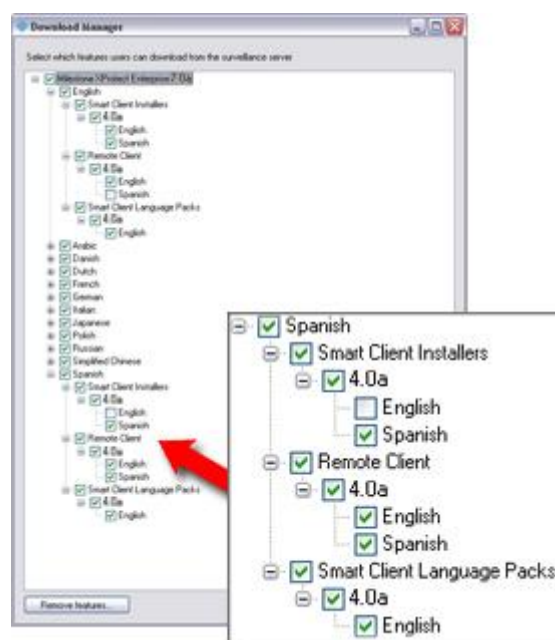 Download Manager
Select which features users can download from the surveillance server
Milestone XProtect Enterprise 7.0a
English
Smart Client Installers
4.0a
English
Spanish
Remote Client
4.0a
English
Spanish
Smart Client Language Packs
4.0a
English
Arabic
Danish
Dutch
French
German
Italian
Japanese
Polish
Russian
Simplified Chinese
Spanish
Smart Client Installers
4.0a
English
Spanish
Remote Client
4.0a
English
Spanish
Smart Client Language Packs
4.0a
English
Remove features...
Spanish
Smart Client Installers
4.0a
English
Spanish
Remote Client
4.0a
English
Spanish
Smart Client Language Packs
4.0a
English